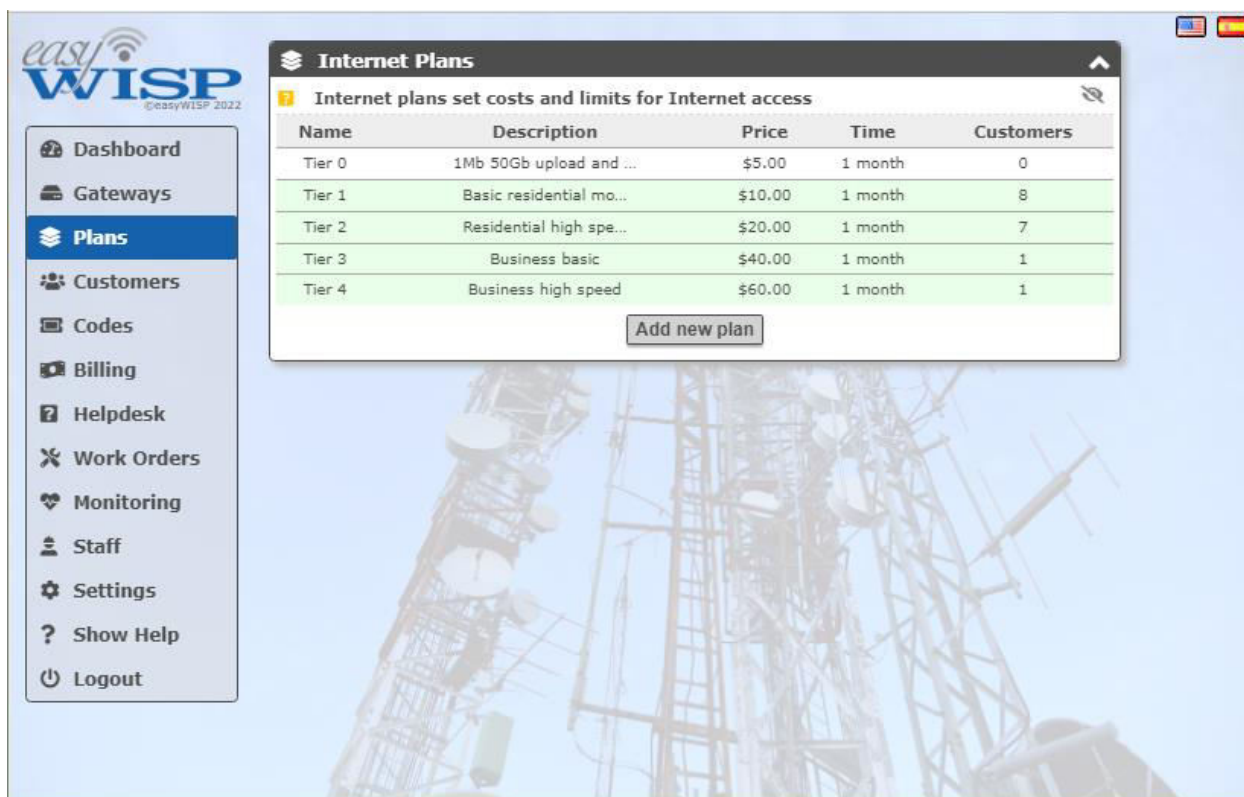 easy
WISP
©easyWISP 2022
Dashboard
Gateways
Plans
Customers
Codes
Billing
Helpdesk
Work Orders
Monitoring
Staff
Settings
? Show Help
Logout
Internet Plans
? Internet plans set costs and limits for Internet access
Name Description Price Time Customers
Tier 0 1Mb 50Gb upload and ... $5.00 1 month 0
Tier 1 Basic residential mo... $10.00 1 month 8
Tier 2 Residential high spe... $20.00 1 month 7
Tier 3 Business basic $40.00 1 month 1
Tier 4 Business high speed $60.00 1 month 1
Add new plan